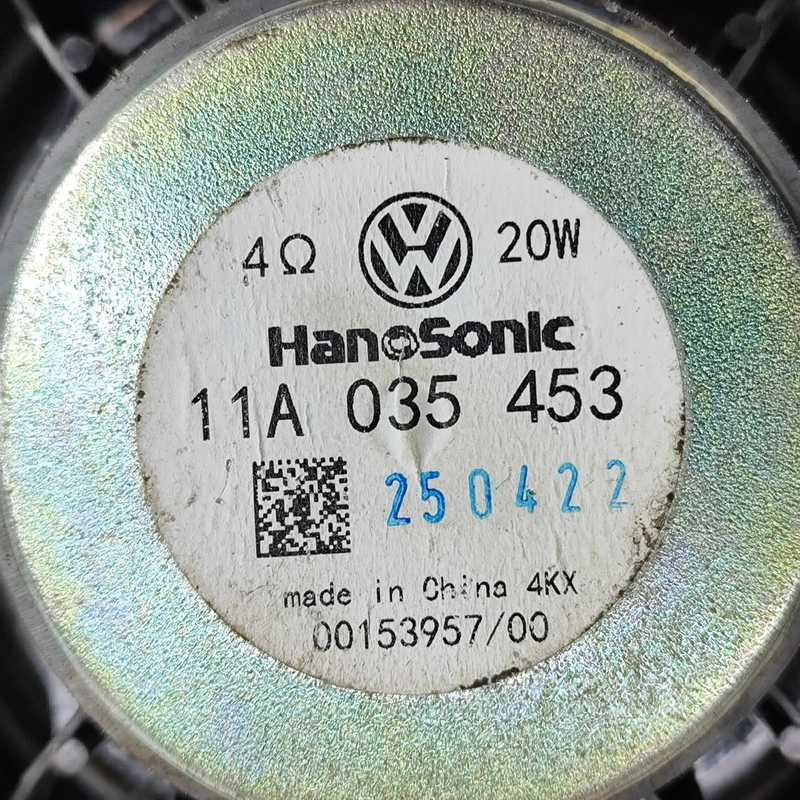 4Ω 20W
HanoSonic
11A 035 453
250422
made in China 4KX
00153957/00